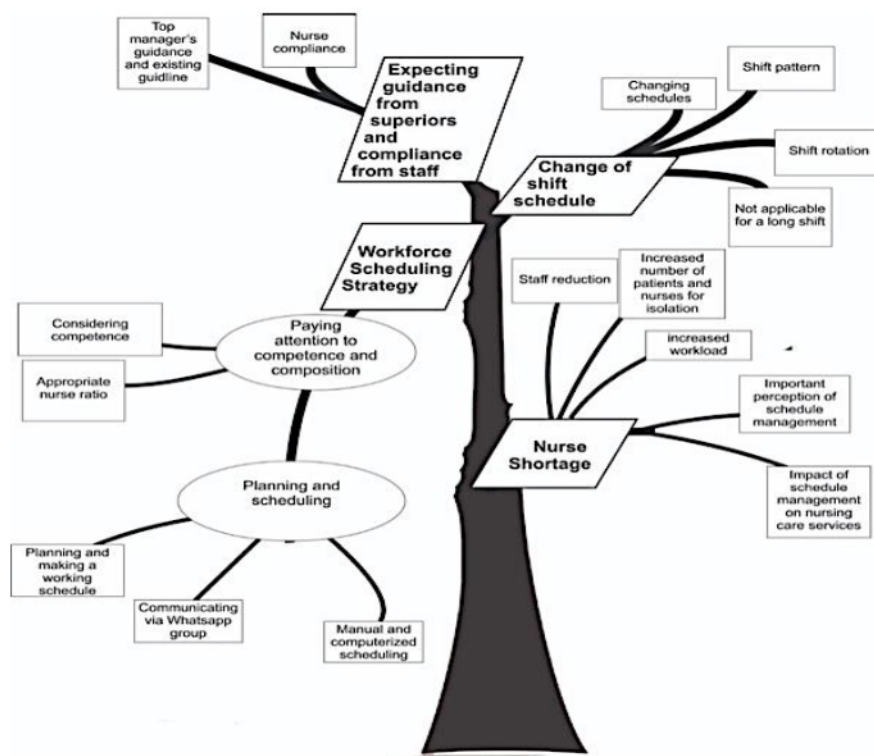 Top
manager's
guidance
and existing
guidline
Nurse
compliance
Expecting
guidance
from
superiors
and
compliance
from staff
Changing
schedules
Shift pattern
Shift rotation
Not applicable
for a long shift
Change of
shift
schedule
Workforce
Scheduling
Strategy
Paying
attention to
competence and
composition
Considering
competence
Appropriate
nurse ratio
Planning and
scheduling
Planning and
making a
working
schedule
Communicating
via Whatsapp
group
Manual and
computerized
scheduling
Staff reduction
Increased
number of
patients and
nurses for
isolation
increased
workload
Important
perception of
schedule
management
Impact of
schedule
management
on nursing
care services
Nurse
Shortage